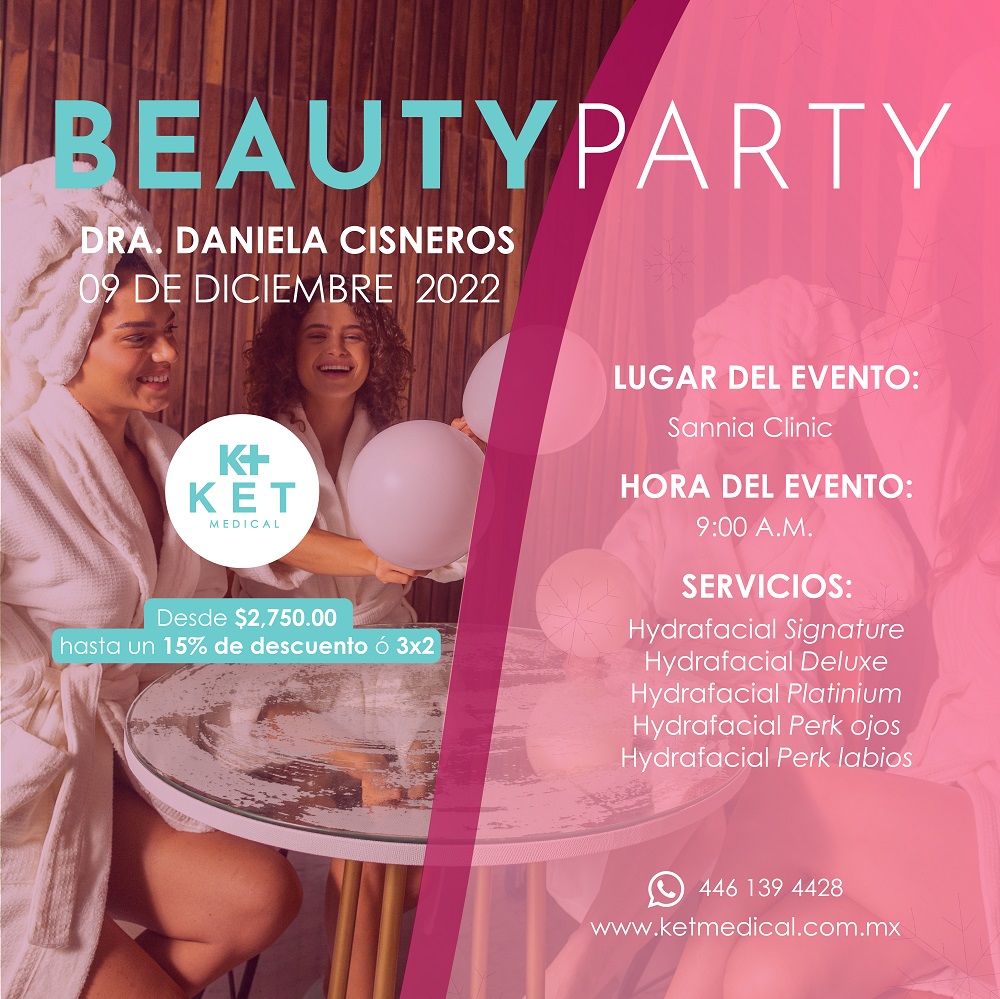 BEAUTYPARTY
DRA. DANIELA CISNEROS
09 DE DICIEMBRE 2022
K+
KET
MEDICAL
Desde $2,750.00
hasta un 15% de descuento ó 3x2
LUGAR DEL EVENTO:
Sannia Clinic
HORA DEL EVENTO:
9:00 A.M.
SERVICIOS:
Hydrafacial Signature
Hydrafacial Deluxe
Hydrafacial Platinium
Hydrafacial Perk ojos
Hydrafacial Perk labios
446 139 4428
www.ketmedical.com.mx